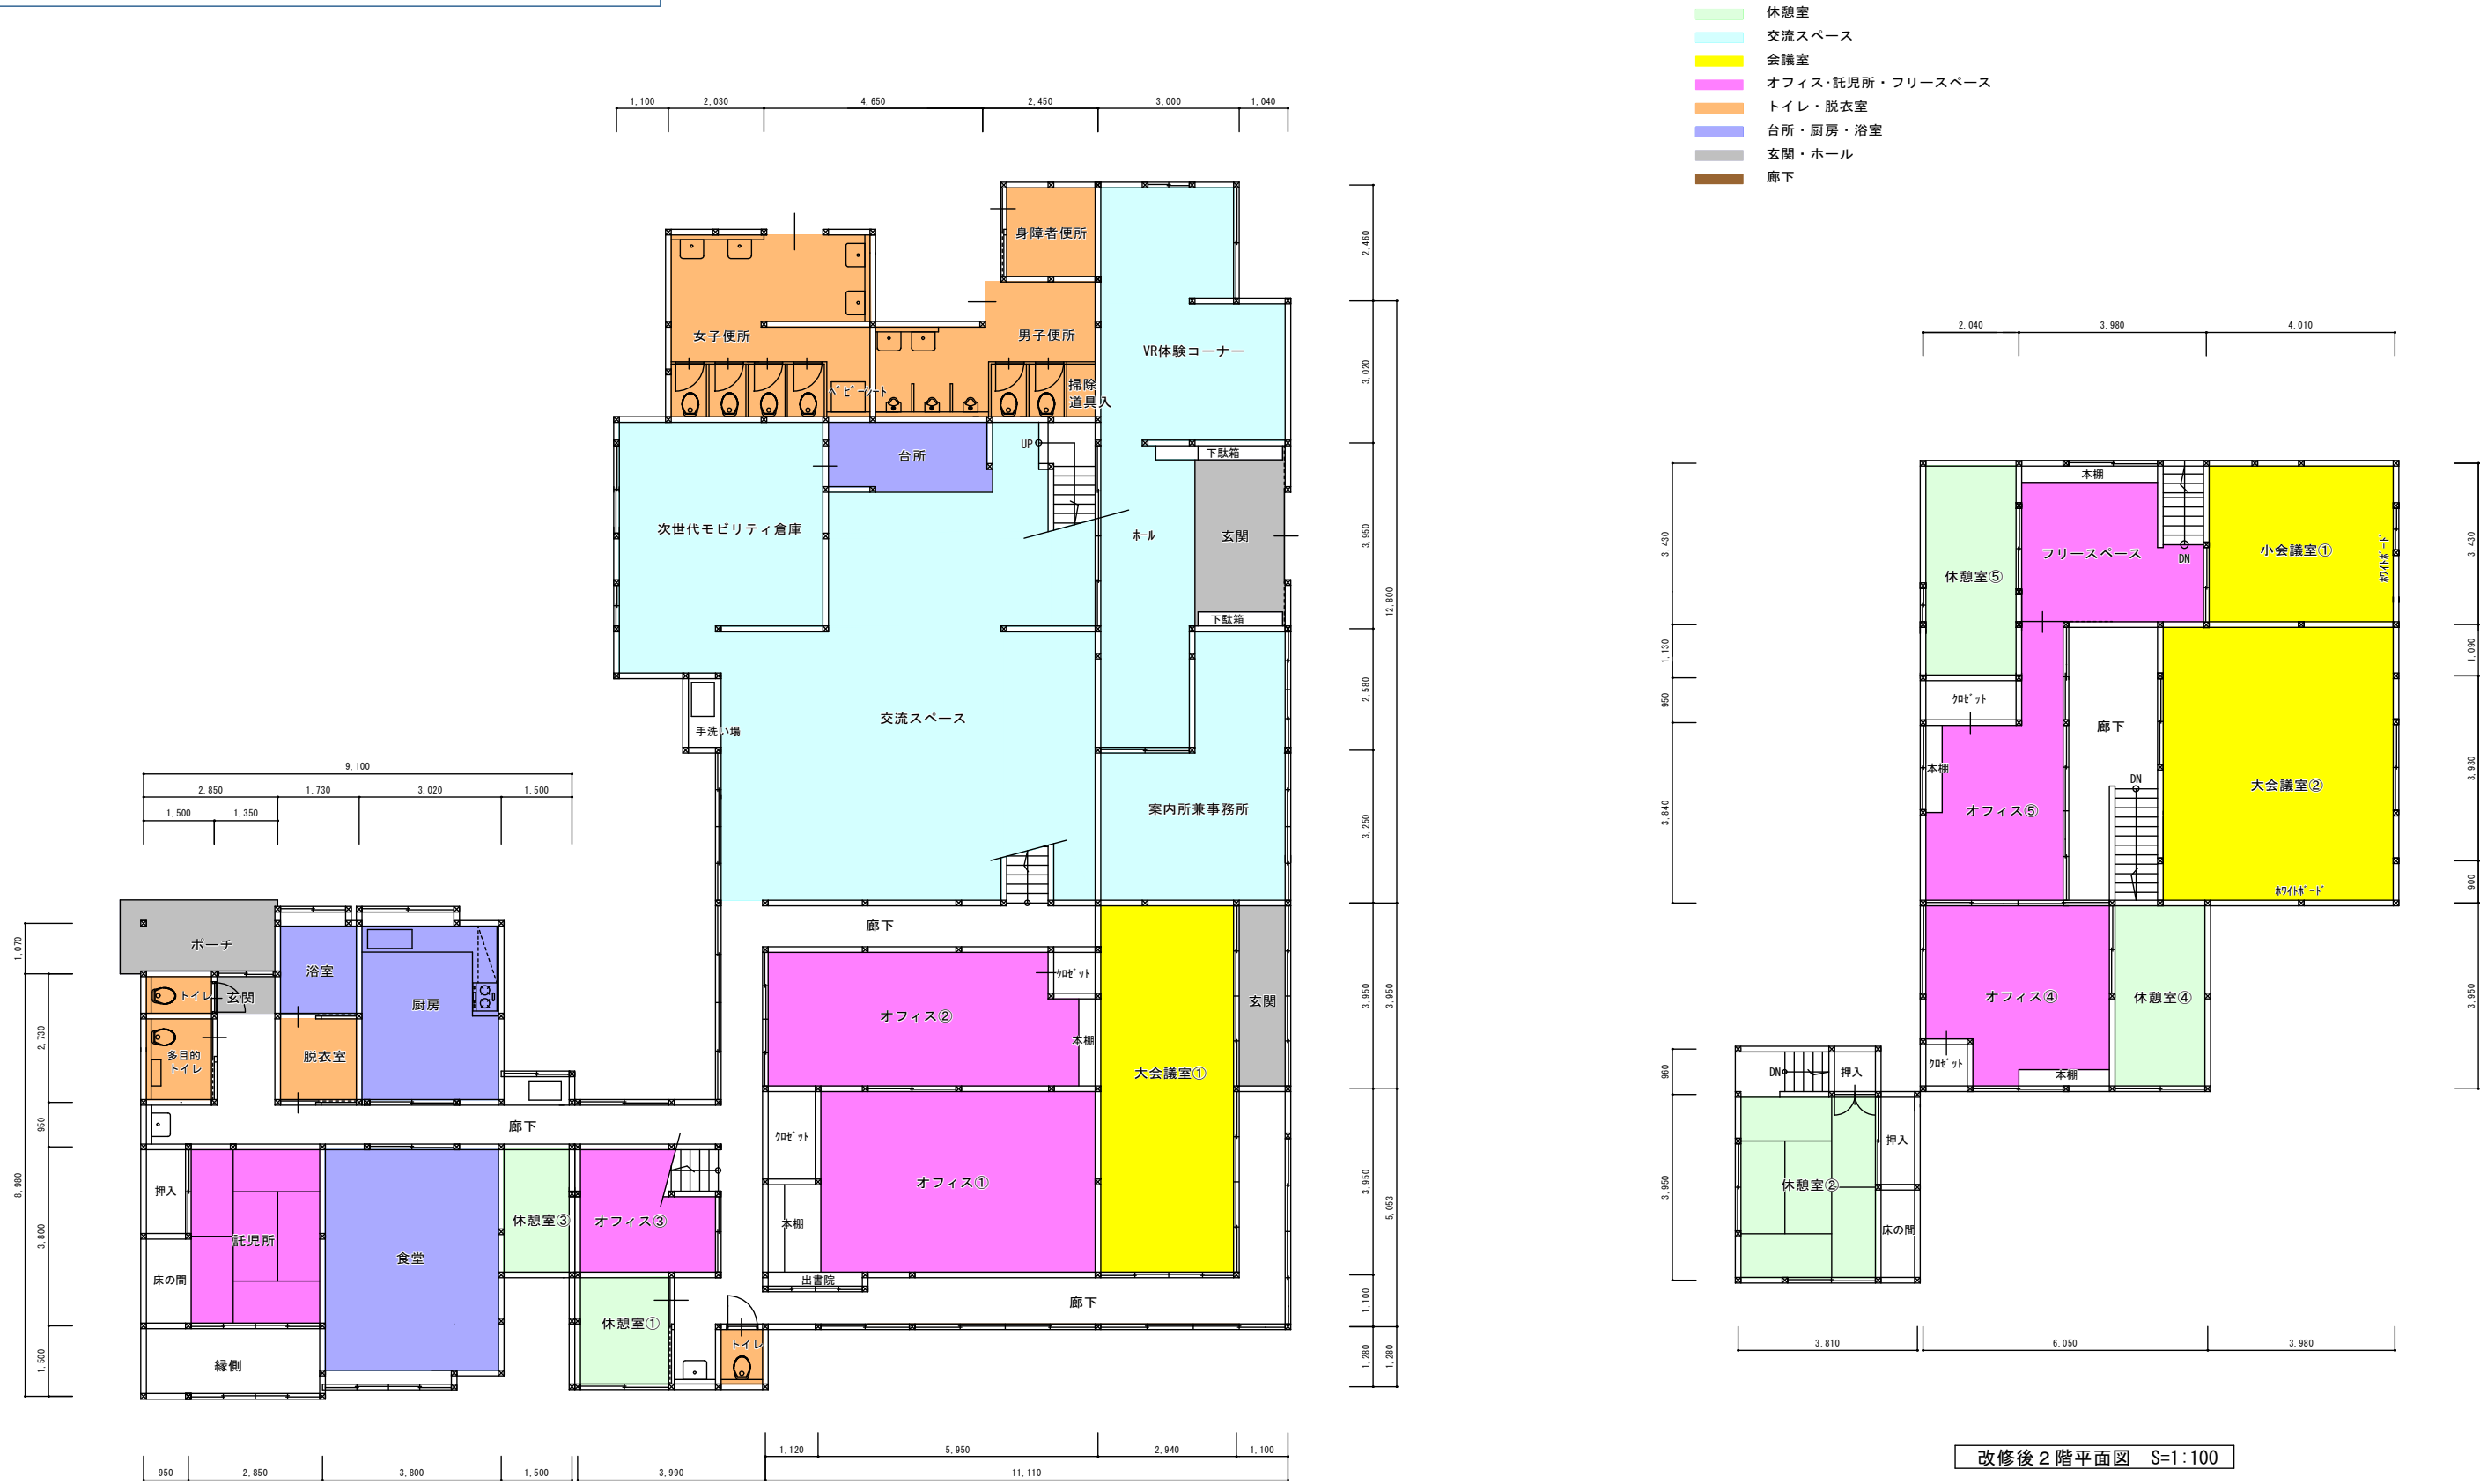 休憩室
交流スペース
会議室
オフィス・託児所・フリースペース
トイレ・脱衣室
台所・厨房・浴室
玄関・ホール
廊下
1,100
2,030
4,650
2,450
3,000
1,040
身障者便所
女子便所
男子便所
VR体験コーナー
ﾍﾞﾋﾞｰｼｰﾄ
掃除
道具入
UP
台所
下駄箱
次世代モビリティ倉庫
ﾎｰﾙ
玄関
下駄箱
交流スペース
手洗い場
案内所兼事務所
2,460
3,020
3,950
12,800
2,580
3,250
3,950
3,950
3,950
5,053
1,100
1,280
1,280
9,100
2,850
1,730
3,020
1,500
1,500
1,350
ポーチ
浴室
トイレ
玄関
厨房
多目的
トイレ
脱衣室
廊下
廊下
ｸﾛｾﾞｯﾄ
オフィス②
本棚
大会議室①
玄関
ｸﾛｾﾞｯﾄ
オフィス①
本棚
出書院
廊下
押入
託児所
床の間
食堂
休憩室③
オフィス③
休憩室①
トイレ
縁側
1,070
2,730
950
8,980
3,800
1,500
1,120
5,950
2,940
1,100
950
2,850
3,800
1,500
3,990
11,110
2,040
3,980
4,010
本棚
フリースペース
DN
小会議室①
ﾎﾜｲﾄﾎﾞｰﾄﾞ
休憩室⑤
ｸﾛｾﾞｯﾄ
廊下
本棚
DN
オフィス⑤
大会議室②
ﾎﾜｲﾄﾎﾞｰﾄﾞ
オフィス④
休憩室④
ｸﾛｾﾞｯﾄ
本棚
DN
押入
押入
休憩室②
床の間
3,430
1,130
950
3,840
960
3,950
3,430
1,090
3,930
900
3,950
3,810
6,050
3,980
改修後２階平面図　S=1:100